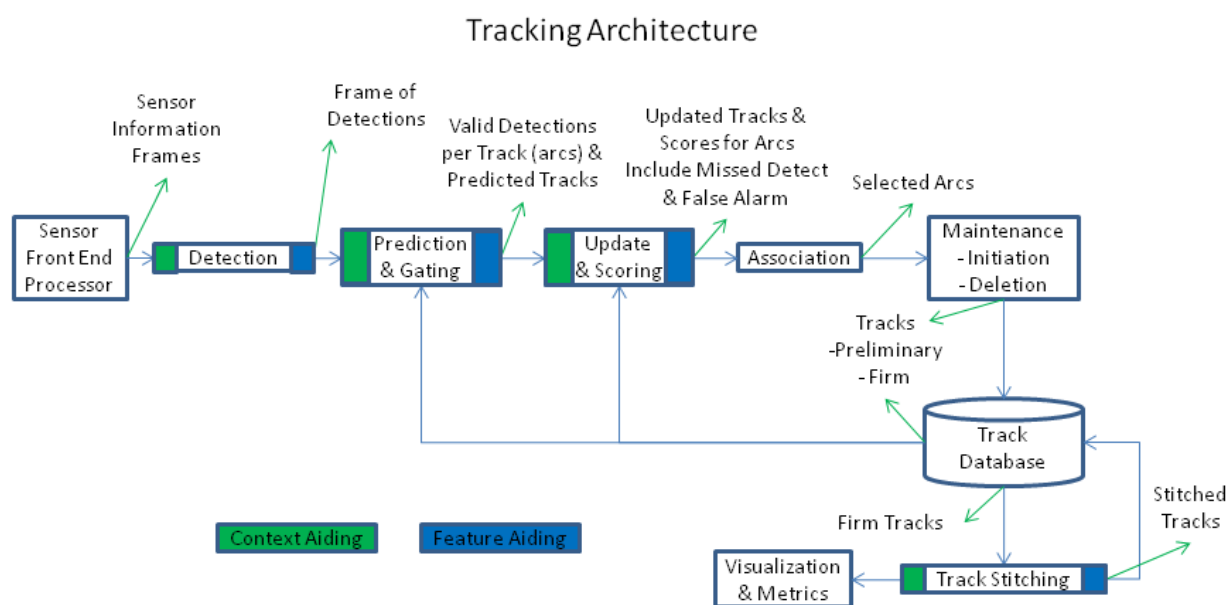 Tracking Architecture
Sensor
Information
Frames
Frame of
Detections
Valid Detections
per Track (arcs) &
Predicted Tracks
Updated Tracks &
Scores for Arcs
Include Missed Detect
& False Alarm
Selected Arcs
Sensor
Front End
Processor
Detection
Prediction
& Gating
Update
& Scoring
Association
Maintenance
-Initiation
-Deletion
Tracks
-Preliminary
- Firm
Track
Database
Firm Tracks
Stitched
Tracks
Context Aiding
Feature Aiding
Visualization
& Metrics
Track Stitching